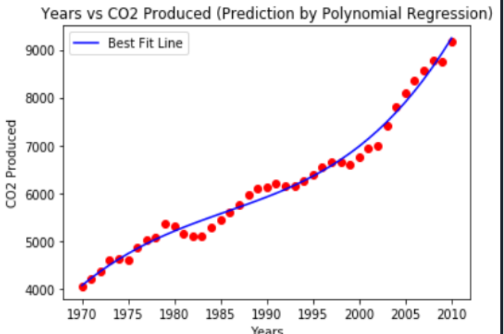 Years vs CO2 Produced (Prediction by Polynomial Regression)
Best Fit Line
9000
8000
7000
6000
5000
4000
CO2 Produced
1970 1975 1980 1985 1990 1995 2000 2005 2010
Years